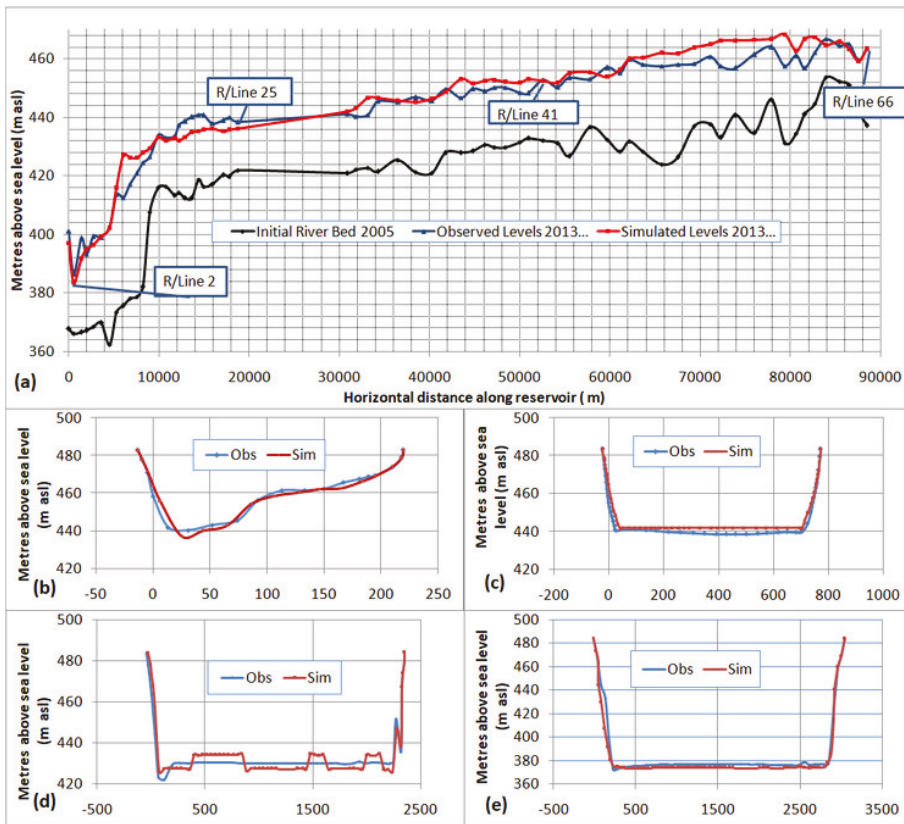 460
440
420
400
380
360
Metres above sea level (m asl)
R/Line 25
R/Line 41
R/Line 66
R/Line 2
Initial River Bed 2005
Observed Levels 2013...
Simulated Levels 2013...
(a)
0 10000 20000 30000 40000 50000 60000 70000 80000 90000
Horizontal distance along reservoir ( m)
500
480
460
440
420
Metres above sea level
(m asl)
Obs Sim
(b)
-50 0 50 100 150 200 250
500
480
460
440
420
Metres above sea
level (m asl)
Obs Sim
(c)
-200 0 200 400 600 800 1000
500
480
460
430
420
Metres above sea level
(m asl)
Obs Sim
(d)
-500 500 1500 2500 3500
500
480
460
440
420
400
380
360
Metres above sea level
(m asl)
Obs Sim
(e)
-500 500 1500 2500 3500